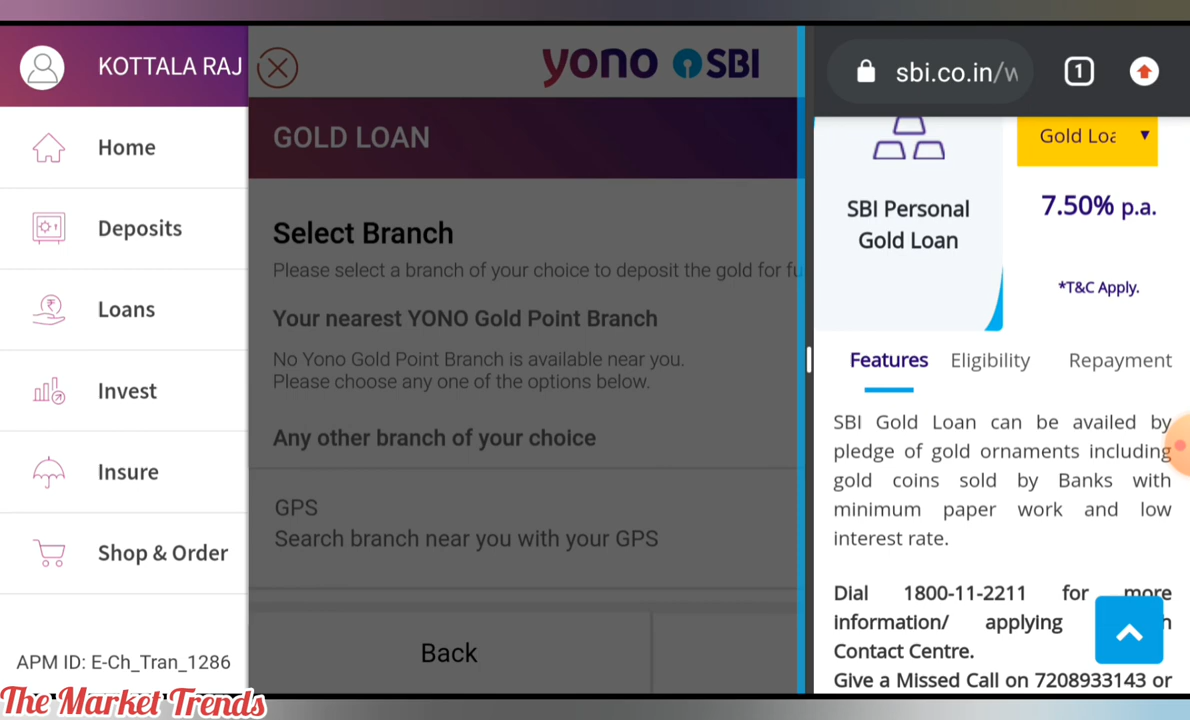 KOTTALA RAJ
Home
Deposits
Loans
Invest
Insure
Shop & Order
APM ID: E-Ch_Tran_1286
The Market Trends
yono SBI
GOLD LOAN
Select Branch
Please select a branch of your choice to deposit the gold for fu
Your nearest YONO Gold Point Branch
No Yono Gold Point Branch is available near you.
Please choose any one of the options below.
Any other branch of your choice
GPS
Search branch near you with your GPS
Back
sbi.co.in/w
1
SBI Personal
Gold Loan
Gold Loa
7.50% p.a.
*T&C Apply.
Features Eligibility Repayment
SBI Gold Loan can be availed by
pledge of gold ornaments including
gold coins sold by Banks with
minimum paper work and low
interest rate.
Dial 1800-11-2211 for more
information/ applying
Contact Centre.
Give a Missed Call on 7208933143 or